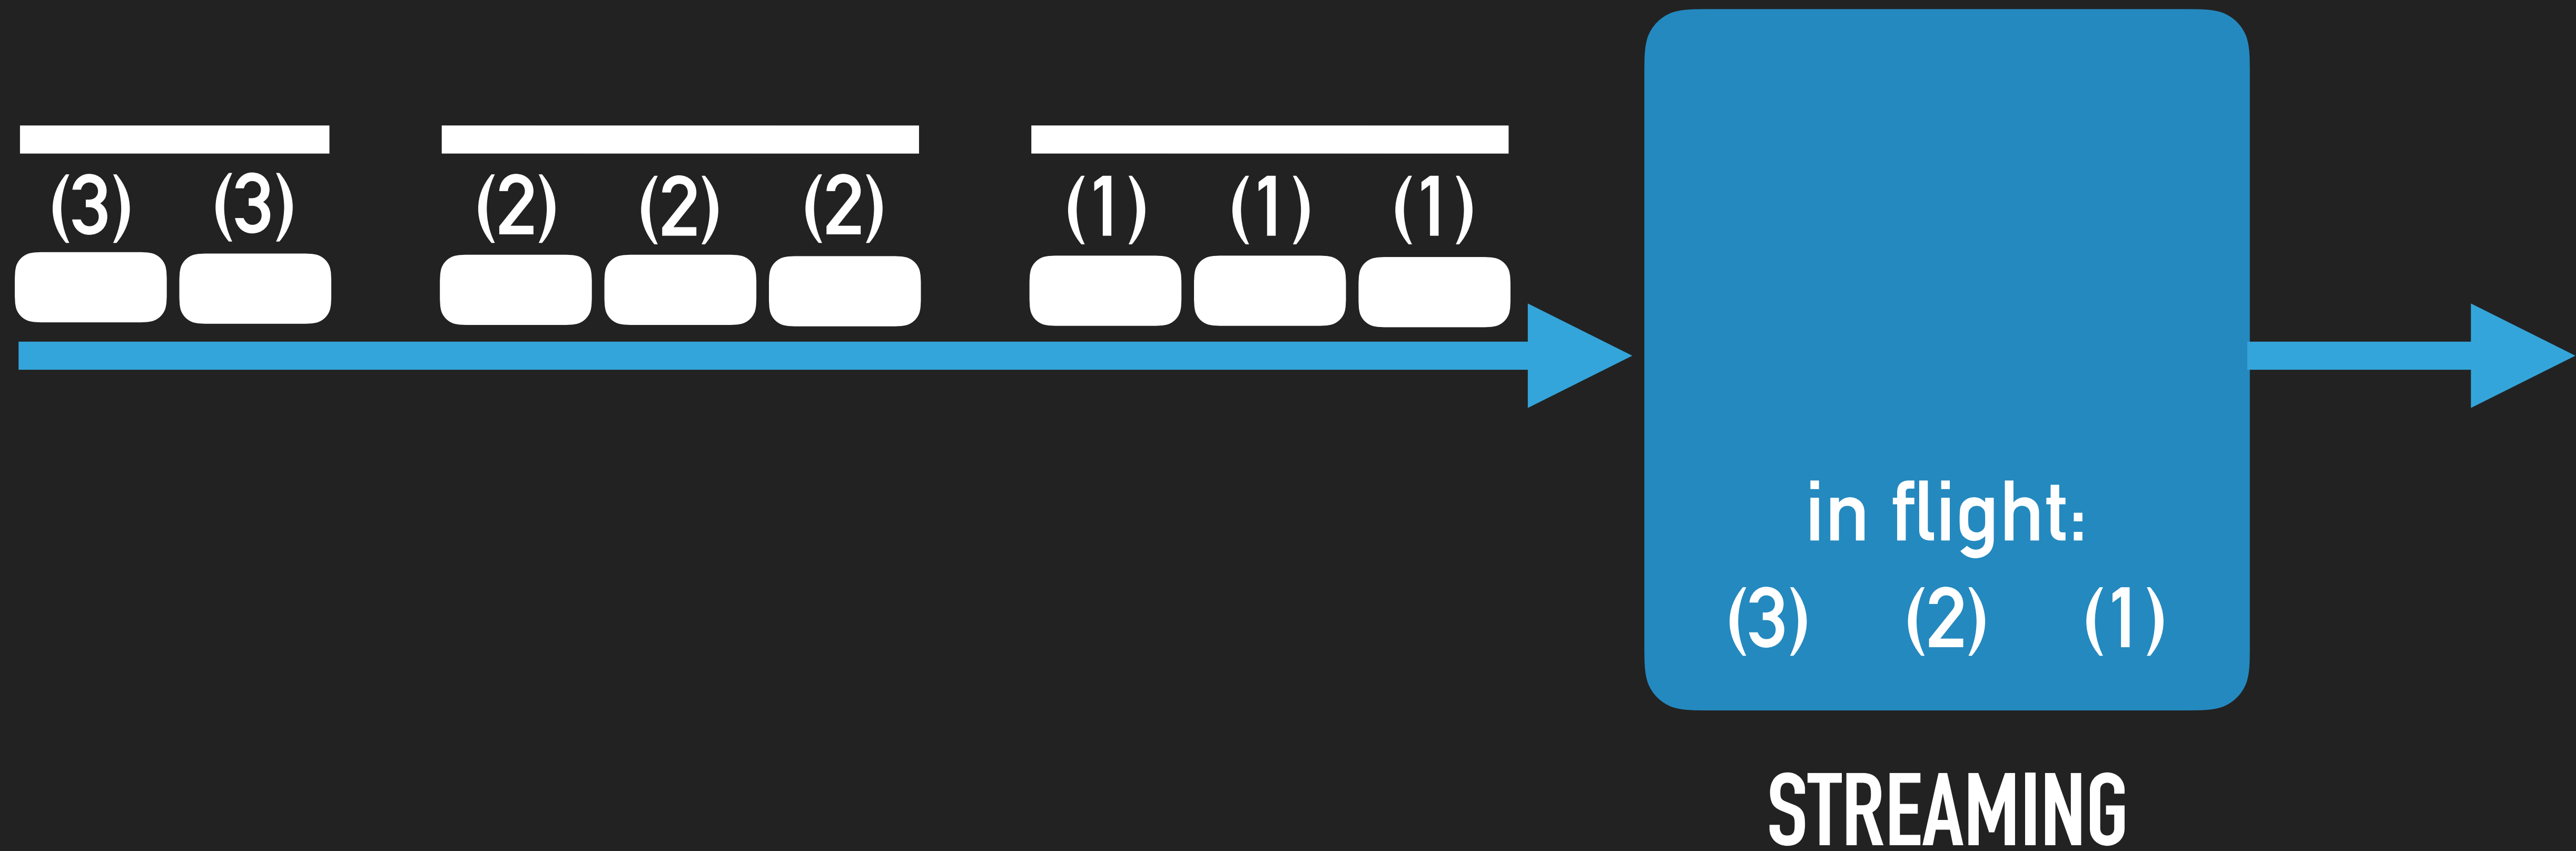 (3) (3) (2) (2) (2) (1) (1) (1)
in flight:
(3) (2) (1)
STREAMING